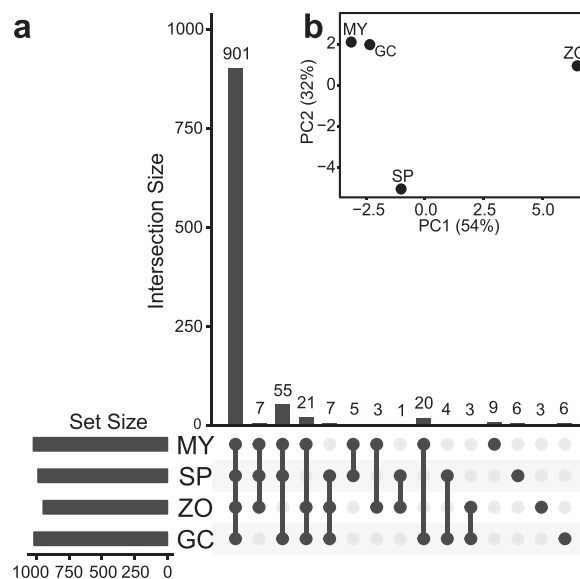 a
b
1000
750
500
250
0
Intersection Size
901
7
55
21
7
5
3
1
20
4
3
9
6
3
6
2
0
−2
−4
PC2 (32%)
MY
GC
SP
−2.5 0.0 2.5 5.0
PC1 (54%)
Set Size
MY
SP
ZO
GC
1000 750 500 250 0